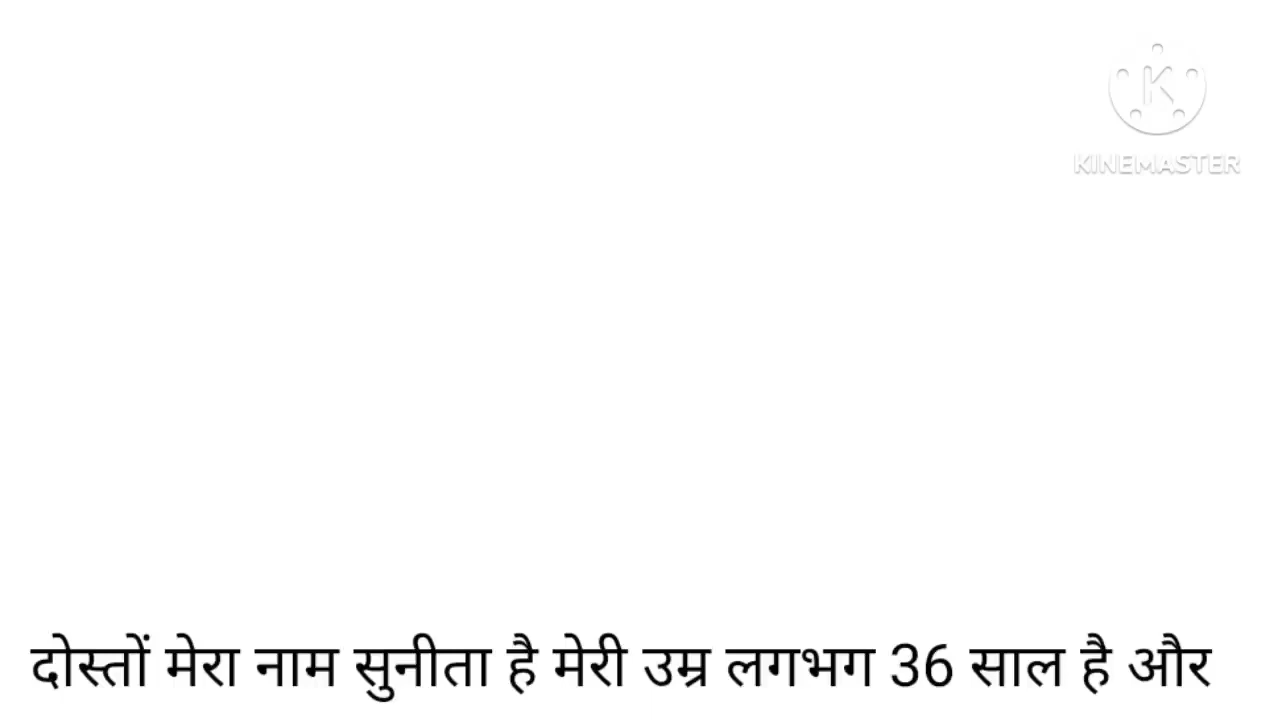 KINEMASTER
दोस्तों मेरा नाम सुनीता है मेरी उम्र लगभग 36 साल है और